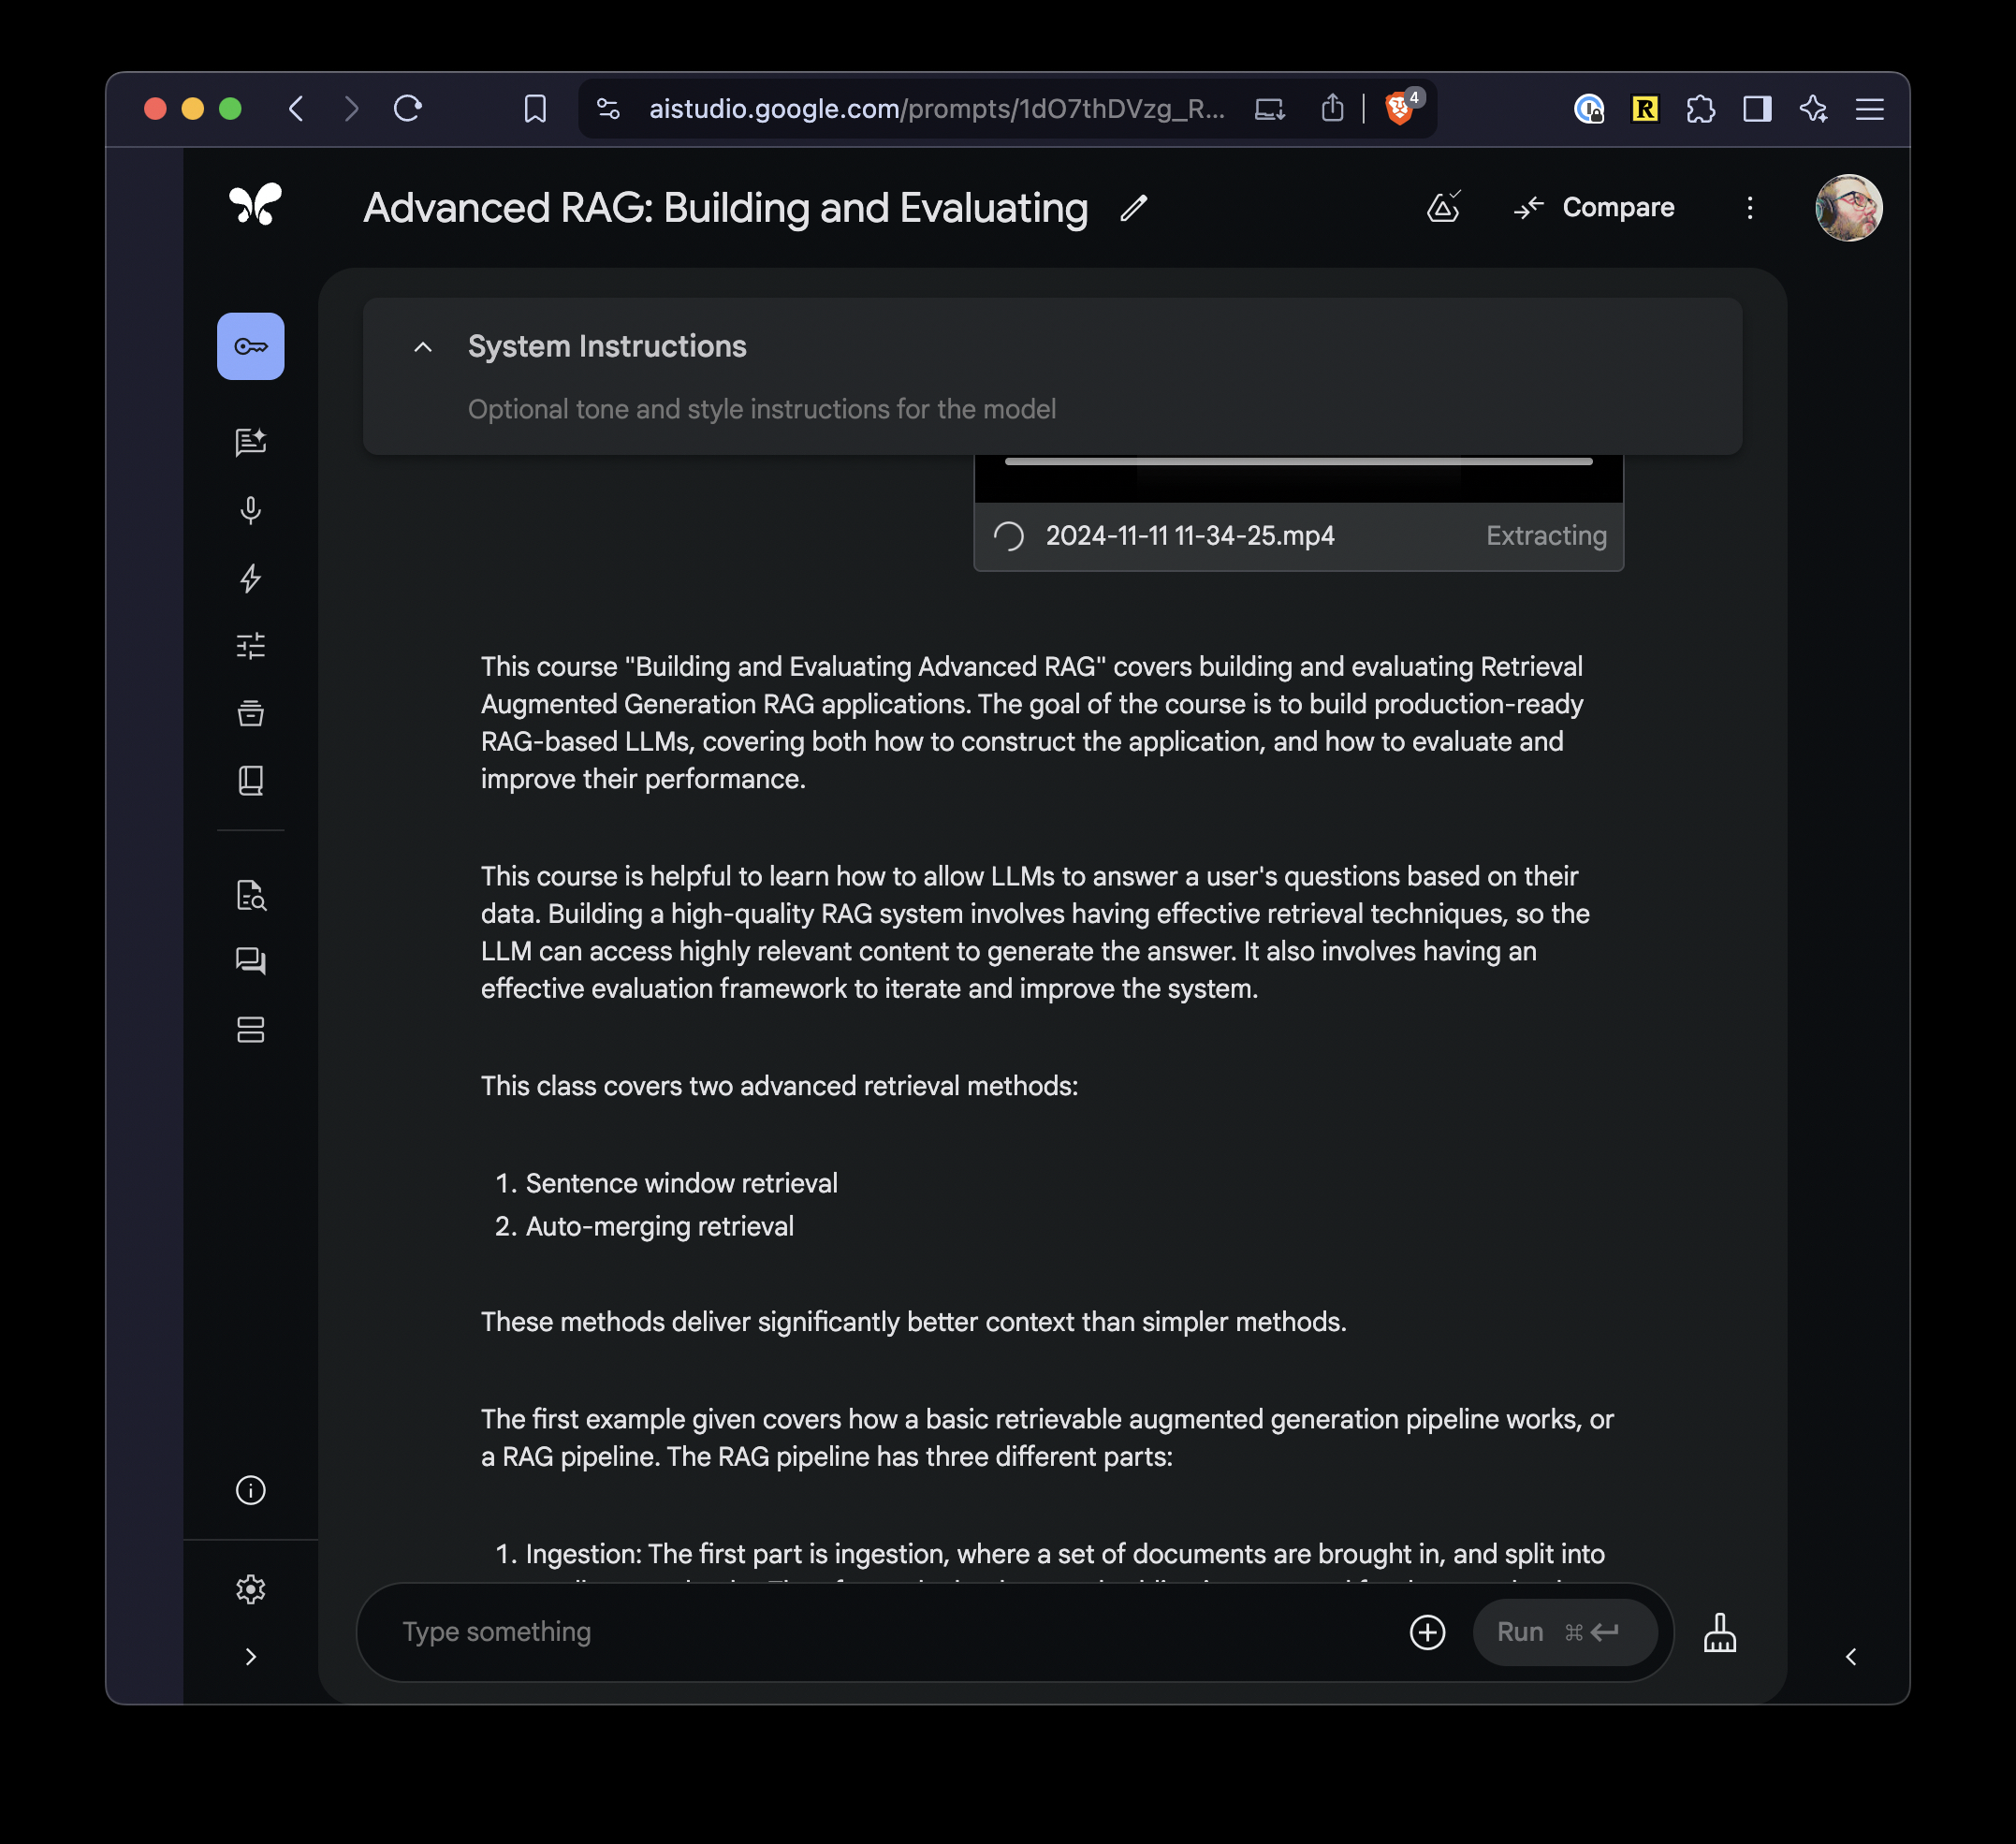 aistudio.google.com/prompts/1dO7thDVzg_R...
4
R
Advanced RAG: Building and Evaluating
Compare
System Instructions
Optional tone and style instructions for the model
2024-11-11 11-34-25.mp4 Extracting
This course "Building and Evaluating Advanced RAG" covers building and evaluating Retrieval
Augmented Generation RAG applications. The goal of the course is to build production-ready
RAG-based LLMs, covering both how to construct the application, and how to evaluate and
improve their performance.
This course is helpful to learn how to allow LLMs to answer a user's questions based on their
data. Building a high-quality RAG system involves having effective retrieval techniques, so the
LLM can access highly relevant content to generate the answer. It also involves having an
effective evaluation framework to iterate and improve the system.
This class covers two advanced retrieval methods:
1. Sentence window retrieval
2. Auto-merging retrieval
These methods deliver significantly better context than simpler methods.
The first example given covers how a basic retrievable augmented generation pipeline works, or
a RAG pipeline. The RAG pipeline has three different parts:
1. Ingestion: The first part is ingestion, where a set of documents are brought in, and split into
Type something
Run ⌘